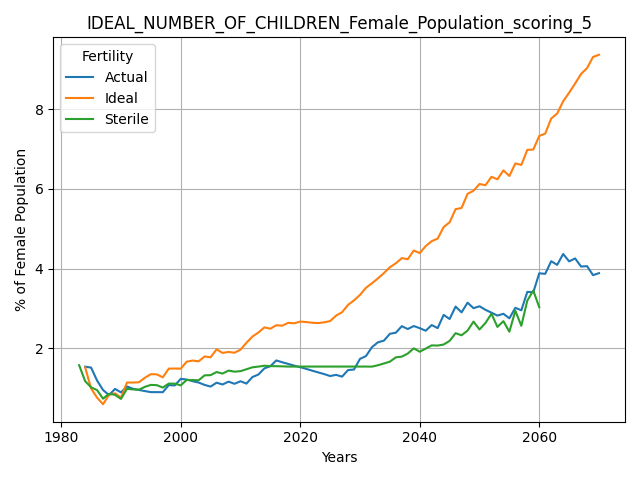 IDEAL_NUMBER_OF_CHILDREN_Female_Population_scoring_5
Fertility
Actual
Ideal
Sterile
% of Female Population
8
6
4
2
1980
2000
2020
2040
2060
Years